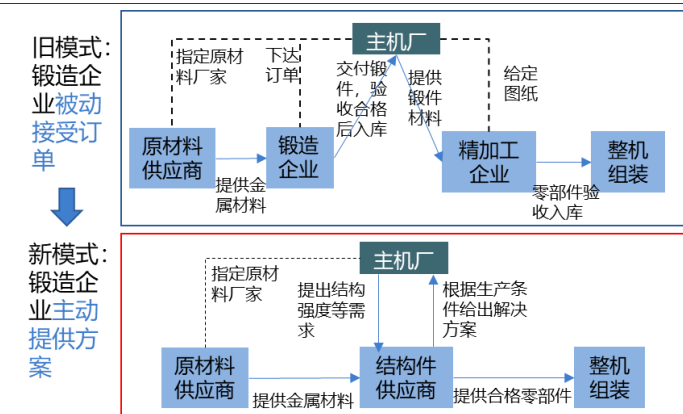 旧模式：
锻造企
业被动
接受订
单
主机厂
指定原材
料厂家
下达
订单
交付锻
件，验
收合格
后入库
提供
锻件
材料
给定
图纸
原材料
供应商
锻造
企业
精加工
企业
整机
组装
提供金
属材料
零部件验
收入库
新模式：
锻造企
业主动
提供方
案
主机厂
指定原材
料厂家
提出结构
强度等需
求
根据生产条
件给出解决
方案
原材料
供应商
结构件
供应商
整机
组装
提供金属材料
提供合格零部件